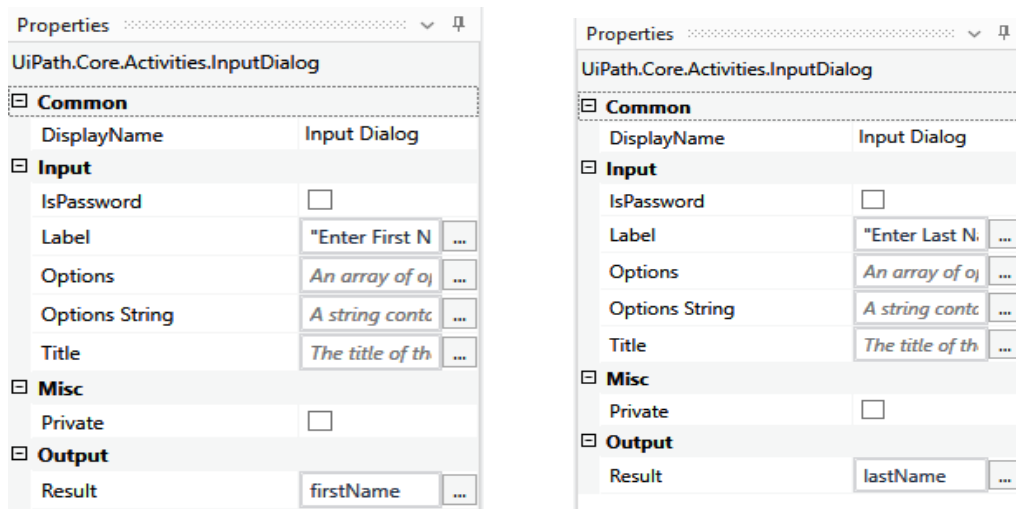 Properties
UiPath.Core.Activities.InputDialog
Common
DisplayName Input Dialog
Input
IsPassword
Label "Enter First N ...
Options An array of o ...
Options String A string conta ...
Title The title of th ...
Misc
Private
Output
Result firstName ...
Properties
UiPath.Core.Activities.InputDialog
Common
DisplayName Input Dialog
Input
IsPassword
Label "Enter Last Na ...
Options An array of o ...
Options String A string conta ...
Title The title of th ...
Misc
Private
Output
Result lastName ...